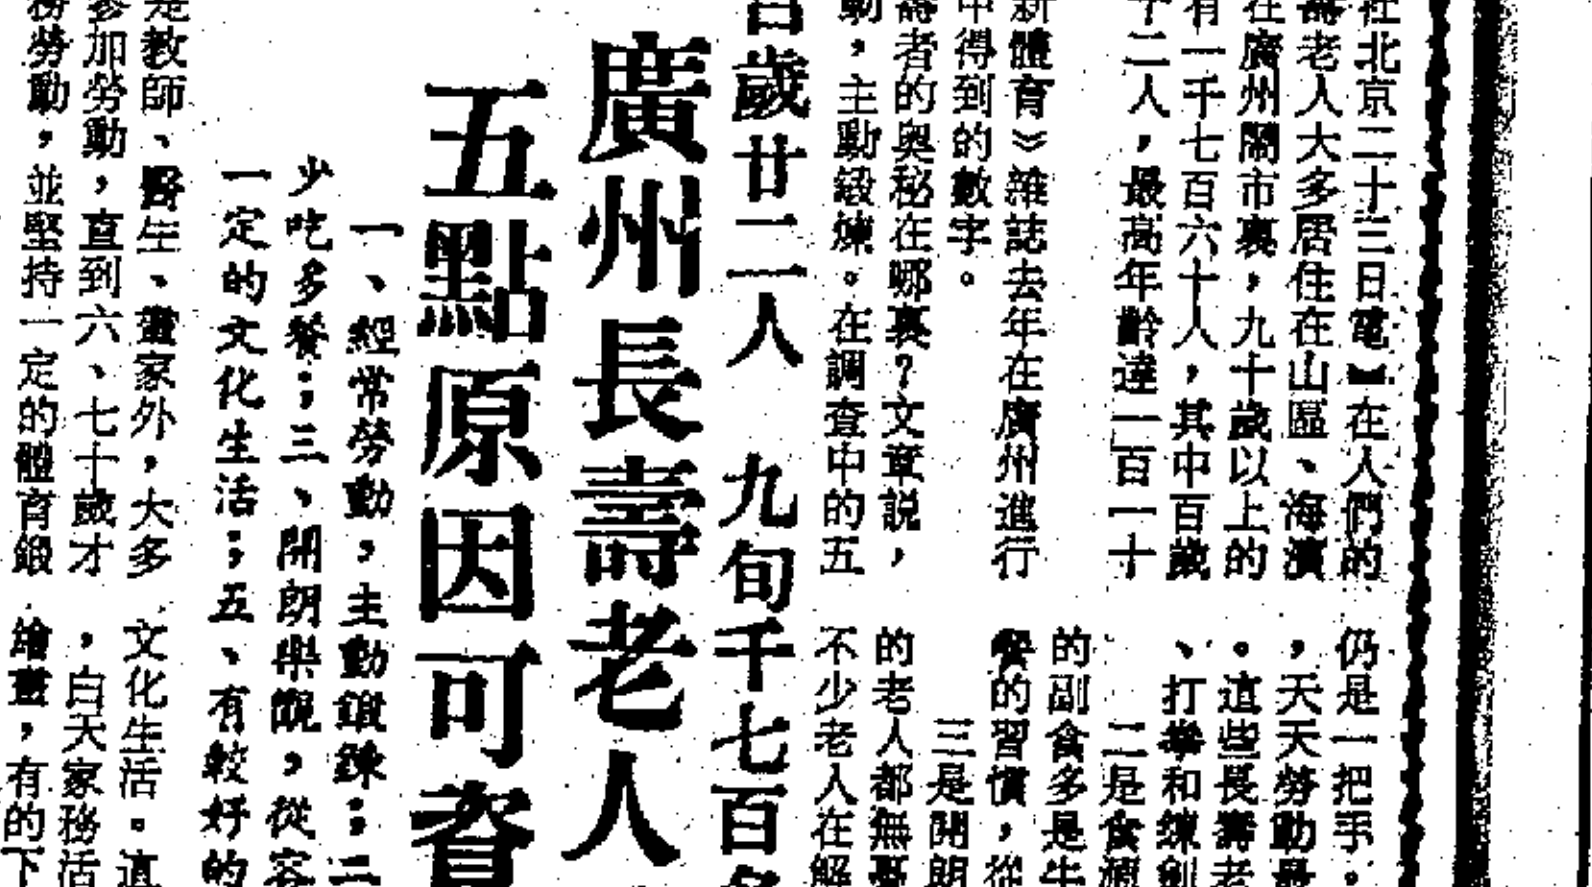 社北京二十三日電】在人們的
壽老人大多居住在山區、海濱
在廣州鬧市裏，九十歲以上的
有一千七百六十人，其中百歲
十二人，最高年齡達一百一十
新體育》雜誌去年在廣州進行
中得到的數字。
壽者的奧秘在哪裏？文章説，
動，主動鍛煉。在調查中的五
仍是一把手。
，天天勞動是
。這些長壽老
、打拳和練劍
二是食源
的副食多是牛
餐的習慣，從
三是開朗
的老人都無憂
不少老人在解
百歲廿二人 九旬千七百名
廣州長壽老人
五點原因可資
一、經常勞動，主動鍛鍊；二
少吃多餐；三、開朗樂觀，從容
一定的文化生活；五、有較好的
是教師、醫生、畫家外，大多
參加勞動，直到六、七十歲才
務勞動，並堅持一定的體育鍛
文化生活。這
，白天家務活
繪畫，有的下